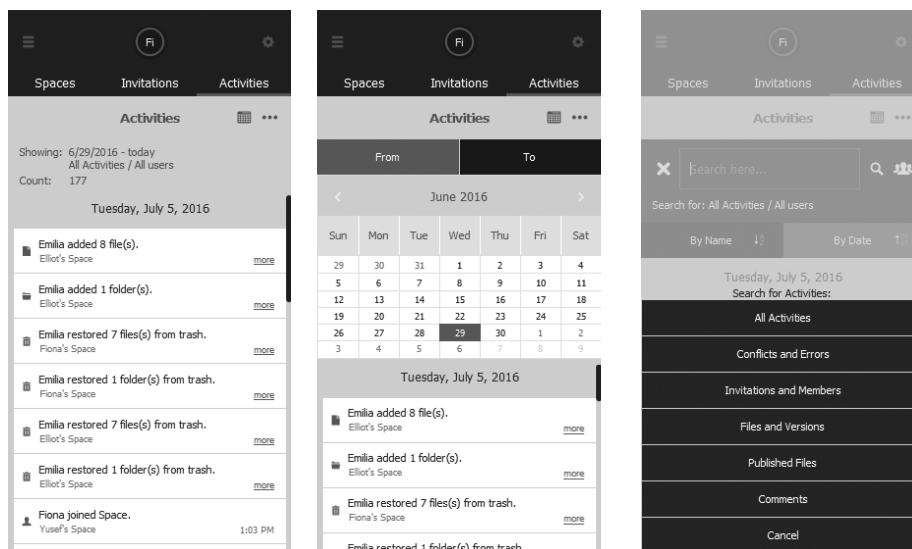 Fi
Spaces Invitations Activities
Activities
Showing: 6/29/2016 - today
All Activities / All users
Count: 177
Tuesday, July 5, 2016
Emilia added 8 file(s).
Elliot's Space more
Emilia added 1 folder(s).
Elliot's Space more
Emilia restored 7 files(s) from trash.
Fiona's Space more
Emilia restored 1 folder(s) from trash.
Fiona's Space more
Emilia restored 7 files(s) from trash.
Elliot's Space more
Emilia restored 1 folder(s) from trash.
Elliot's Space more
Fiona joined Space.
Yusef's Space 1:03 PM
Fi
Spaces Invitations Activities
Activities
From To
June 2016
Sun Mon Tue Wed Thu Fri Sat
29 30 31 1 2 3 4
5 6 7 8 9 10 11
12 13 14 15 16 17 18
19 20 21 22 23 24 25
26 27 28 29 30 1 2
3 4 5 6 7 8 9
Tuesday, July 5, 2016
Emilia added 8 file(s).
Elliot's Space more
Emilia added 1 folder(s).
Elliot's Space more
Emilia restored 7 files(s) from trash.
Fiona's Space more
Emilia restored 1 folder(s) from trash
Fi
Spaces Invitations Activities
Activities
Search here...
Search for: All Activities / All users
By Name By Date
Tuesday, July 5, 2016
Search for Activities:
All Activities
Conflicts and Errors
Invitations and Members
Files and Versions
Published Files
Comments
Cancel